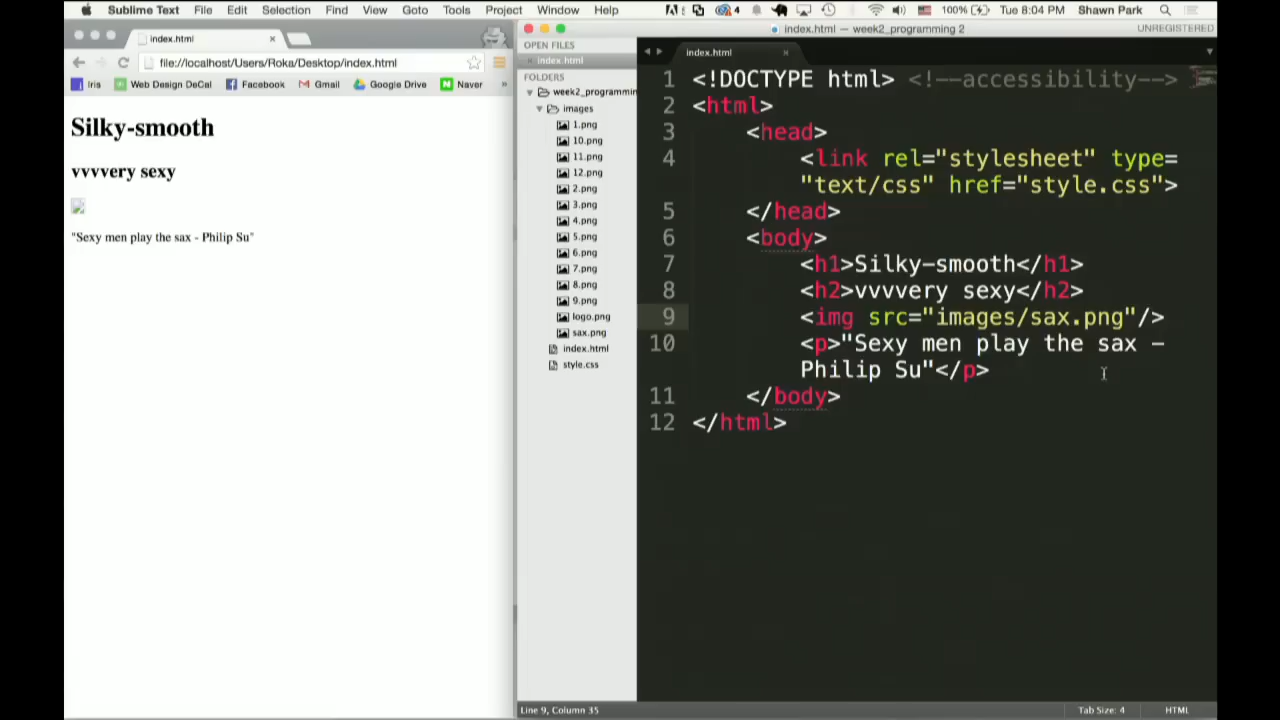 Sublime Text File Edit Selection Find View Goto Tools Project Window Help
4 100% Tue 8:04 PM Shawn Park
index.html
file://localhost/Users/Roka/Desktop/index.html
Iris Web Design DeCal Facebook Gmail Google Drive Naver »
Silky-smooth
vvvvery sexy
"Sexy men play the sax - Philip Su"
index.html — week2_programming 2
UNREGISTERED
OPEN FILES
index.html
FOLDERS
week2_programmin
images
1.png
10.png
11.png
12.png
2.png
3.png
4.png
5.png
6.png
7.png
8.png
9.png
logo.png
sax.png
index.html
style.css
index.html
1 <!DOCTYPE html> <!--accessibility-->
2 <html>
3 <head>
4 <link rel="stylesheet" type=
"text/css" href="style.css">
5 </head>
6 <body>
7 <h1>Silky-smooth</h1>
8 <h2>vvvvery sexy</h2>
9 <img src="images/sax.png"/>
10 <p>"Sexy men play the sax -
Philip Su"</p>
11 </body>
12 </html>
Line 9, Column 35
Tab Size: 4
HTML